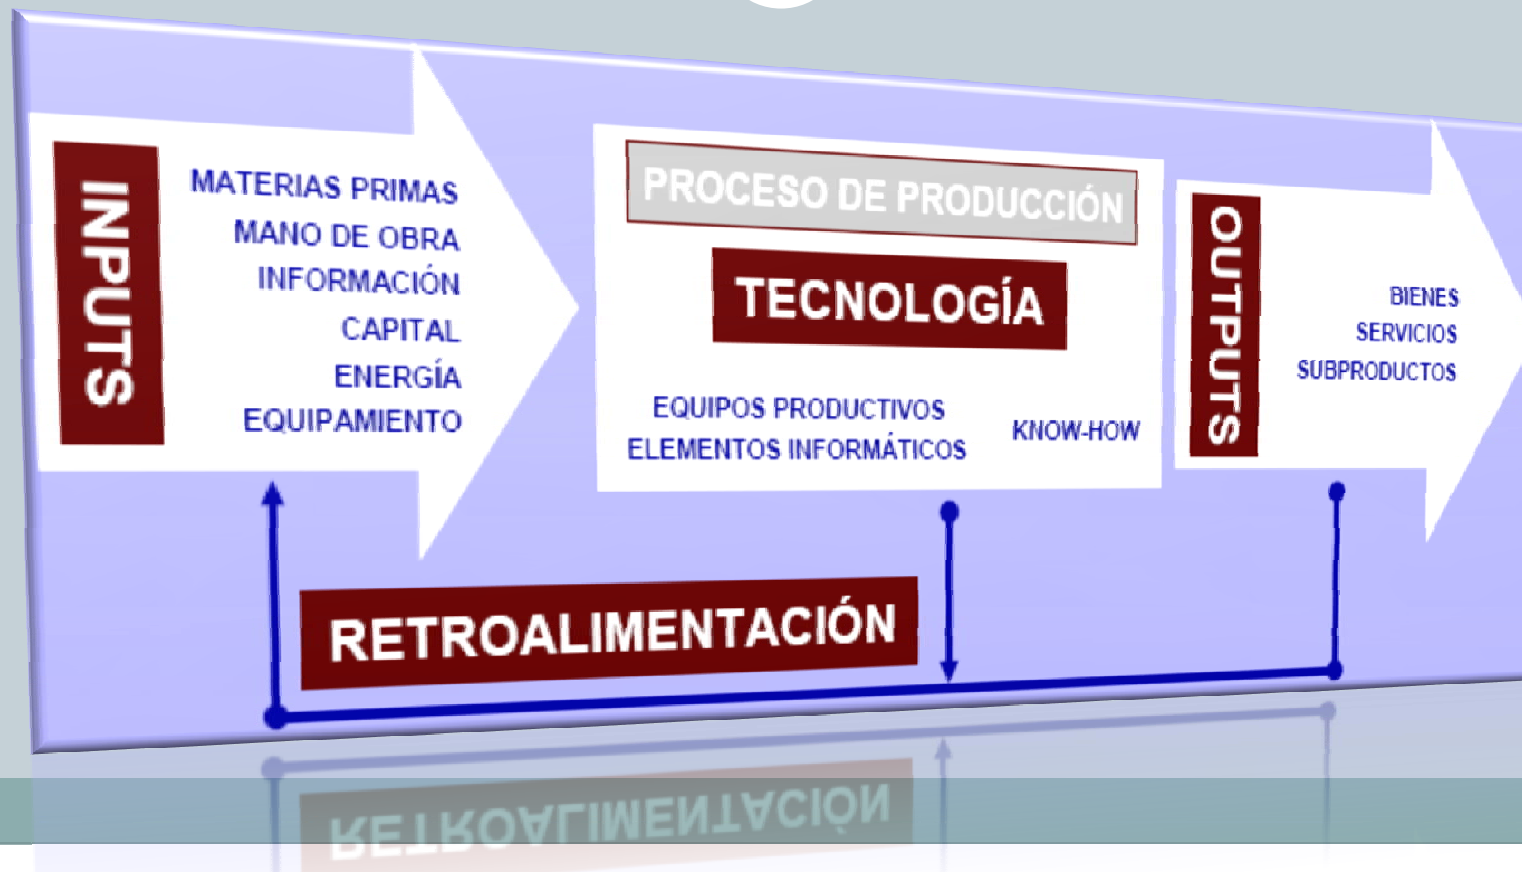 INPUTS
MATERIAS PRIMAS
MANO DE OBRA
INFORMACIÓN
CAPITAL
ENERGÍA
EQUIPAMIENTO
PROCESO DE PRODUCCIÓN
TECNOLOGÍA
EQUIPOS PRODUCTIVOS
ELEMENTOS INFORMÁTICOS
KNOW-HOW
OUTPUTS
BIENES
SERVICIOS
SUBPRODUCTOS
RETROALIMENTACIÓN
RETROALIMENTACIÓN